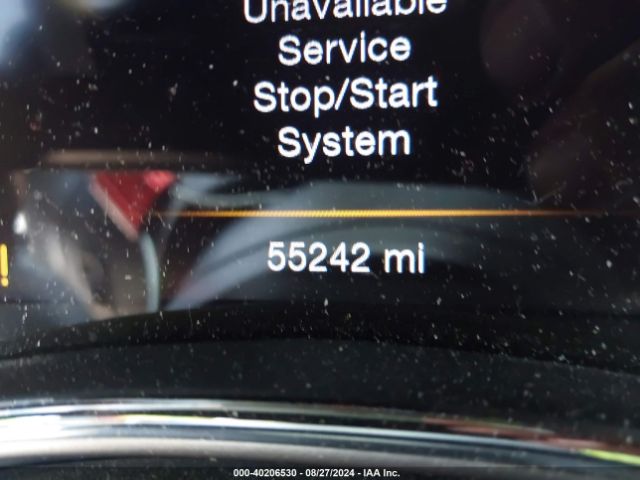 Unavailable
Service
Stop/Start
System
55242 mi
!
000-40206530 - 08/27/2024 - IAA Inc.